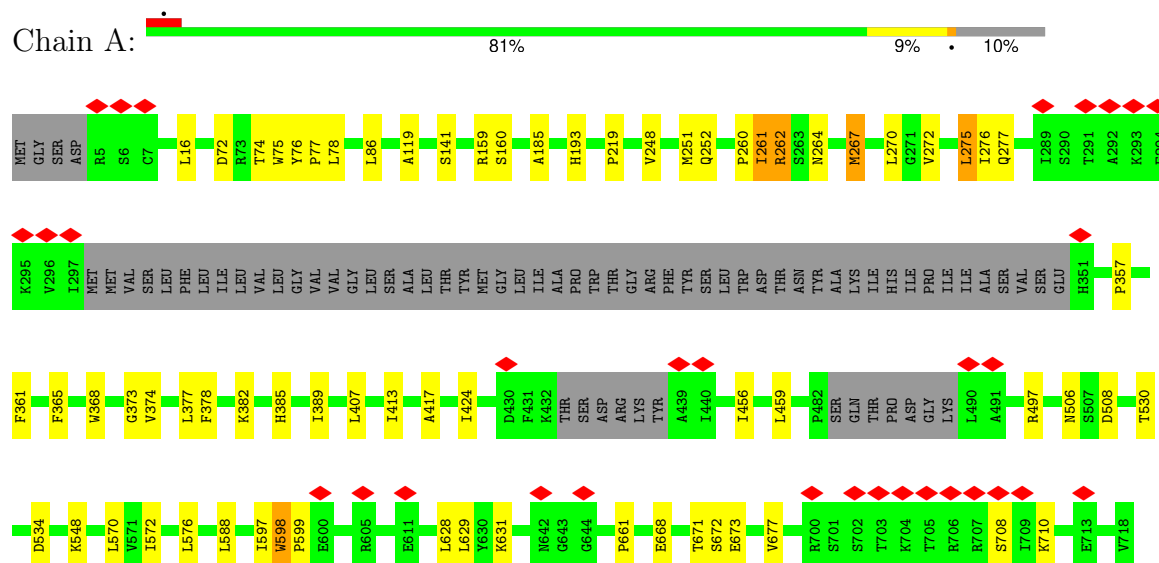 Chain A:
•
81% 9% • 10%
MET GLY SER ASP R5 S6 C7 L16 D72 R73 T74 W75 Y76 P77 L78 L86 A119 S141 R159 S160 A185 H193 P219 V248 M251 Q252 P260 I261 R262 S263 N264 M267 L270 G271 V272 L275 I276 Q277 I289 S290 T291 A292 K293
K295 V296 I297 MET MET VAL SER LEU PHE LEU ILE LEU VAL LEU GLY VAL VAL GLY LEU SER ALA LEU THR TYR MET GLY LEU ILE ALA PRO TRP THR GLY ARG PHE TYR SER LEU TRP ASP THR ASN TYR ALA LYS ILE HIS ILE PRO ILE ILE ALA SER VAL SER GLU H351 P357
F361 F365 W368 G373 V374 L377 F378 K382 H385 I389 L407 I413 A417 I424 D430 F431 K432 THR SER ASP ARG LYS TYR A439 I440 I456 L459 P482 SER GLN THR PRO ASP GLY LYS L490 A491 R497 N506 S507 D508 T530
D534 K548 L570 V571 I572 L576 L588 I597 W598 P599 E600 R605 E611 L628 L629 Y630 K631 N642 G643 G644 P661 E668 T671 S672 E673 V677 R700 S701 S702 T703 K704 T705 R706 R707 S708 I709 K710 E713 V718